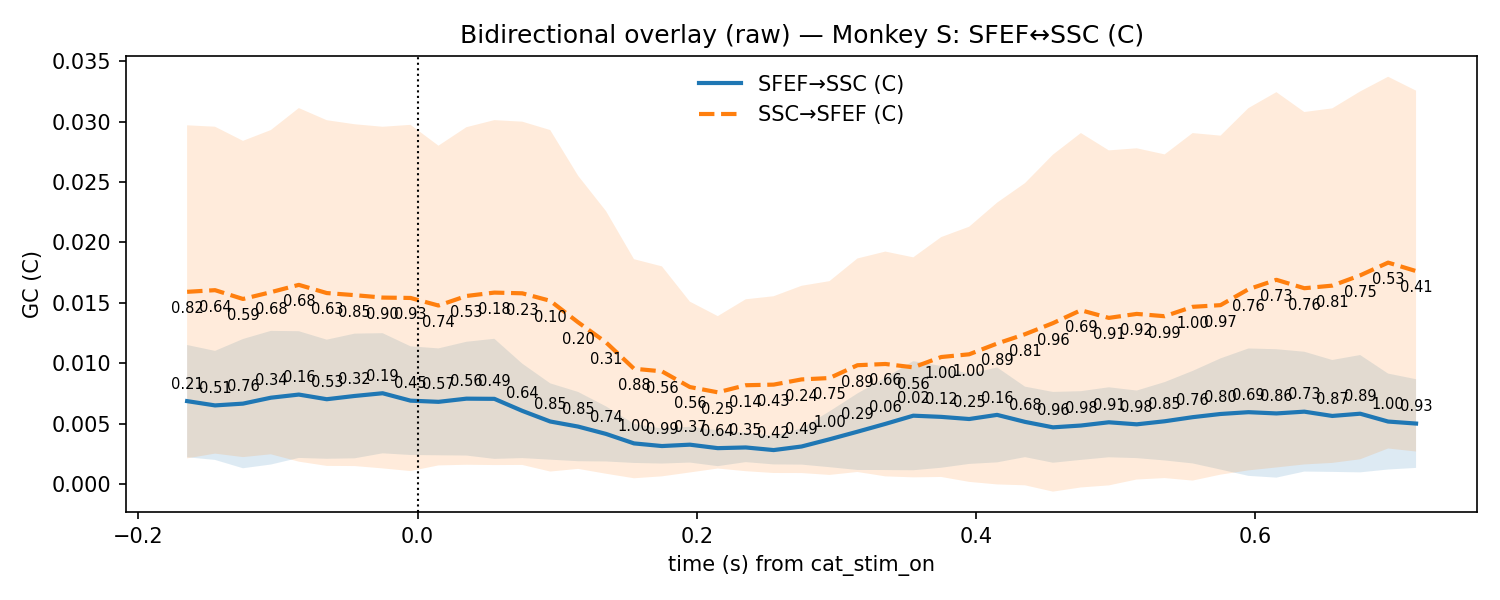 Bidirectional overlay (raw) — Monkey S: SFEF↔SSC (C)
SFEF→SSC (C)
SSC→SFEF (C)
GC (C)
0.035
0.030
0.025
0.020
0.015
0.010
0.005
0.000
0.82 0.64 0.59 0.68 0.68 0.63 0.85 0.90 0.93 0.74 0.53 0.18 0.23 0.10 0.20 0.31 0.88 0.56 0.56 0.25 0.14 0.43 0.24 0.75 0.89 0.66 0.56 1.00 1.00 0.89 0.81 0.96 0.69 0.91 0.92 0.99 1.00 0.97 0.76 0.73 0.76 0.81 0.75 0.53 0.41
0.21 0.51 0.76 0.34 0.16 0.53 0.32 0.19 0.45 0.57 0.56 0.49 0.64 0.85 0.85 0.74 1.00 0.99 0.37 0.64 0.35 0.42 0.49 1.00 0.29 0.06 0.02 0.12 0.25 0.16 0.68 0.96 0.98 0.91 0.98 0.85 0.76 0.80 0.69 0.86 0.73 0.87 0.89 1.00 0.93
−0.2 0.0 0.2 0.4 0.6
time (s) from cat_stim_on